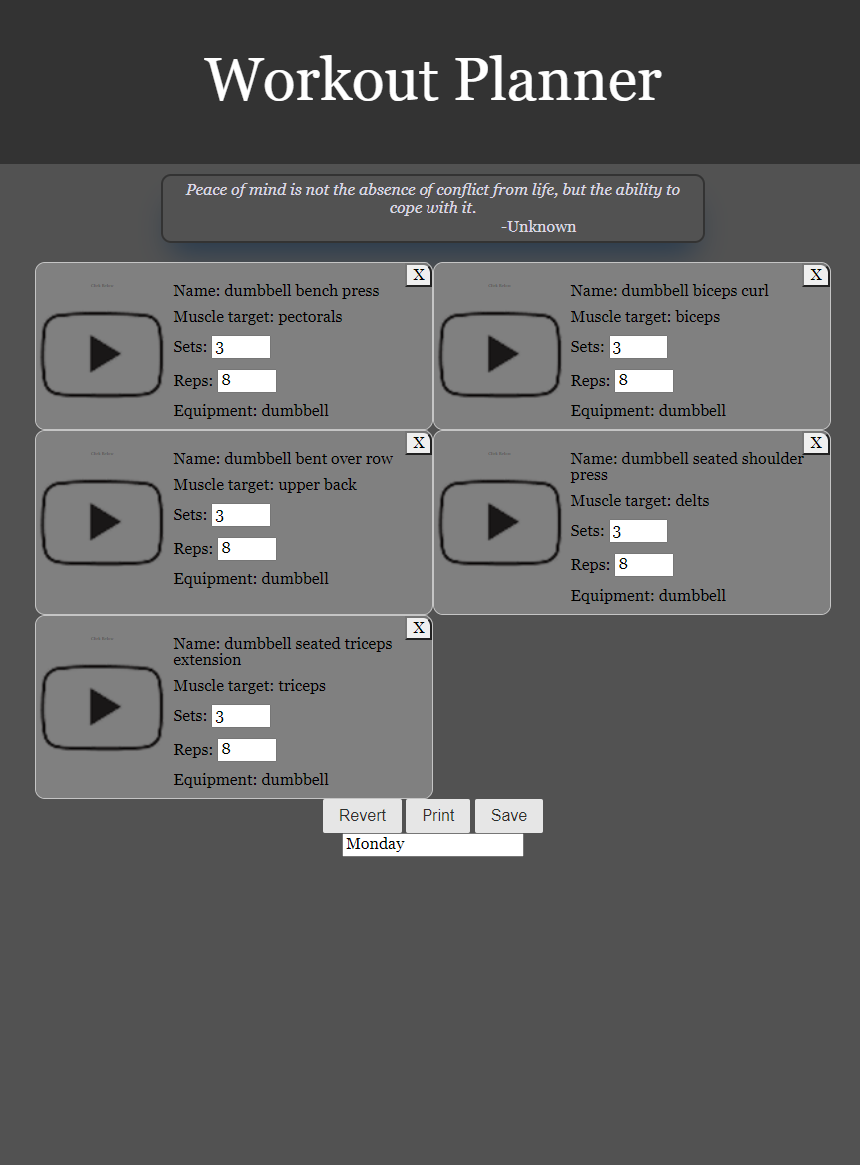 Workout Planner
Peace of mind is not the absence of conflict from life, but the ability to
cope with it.
-Unknown
X
Name: dumbbell bench press
Muscle target: pectorals
Sets: 3
Reps: 8
Equipment: dumbbell
X
Name: dumbbell biceps curl
Muscle target: biceps
Sets: 3
Reps: 8
Equipment: dumbbell
X
Name: dumbbell bent over row
Muscle target: upper back
Sets: 3
Reps: 8
Equipment: dumbbell
X
Name: dumbbell seated shoulder
press
Muscle target: delts
Sets: 3
Reps: 8
Equipment: dumbbell
X
Name: dumbbell seated triceps
extension
Muscle target: triceps
Sets: 3
Reps: 8
Equipment: dumbbell
Revert Print Save
Monday